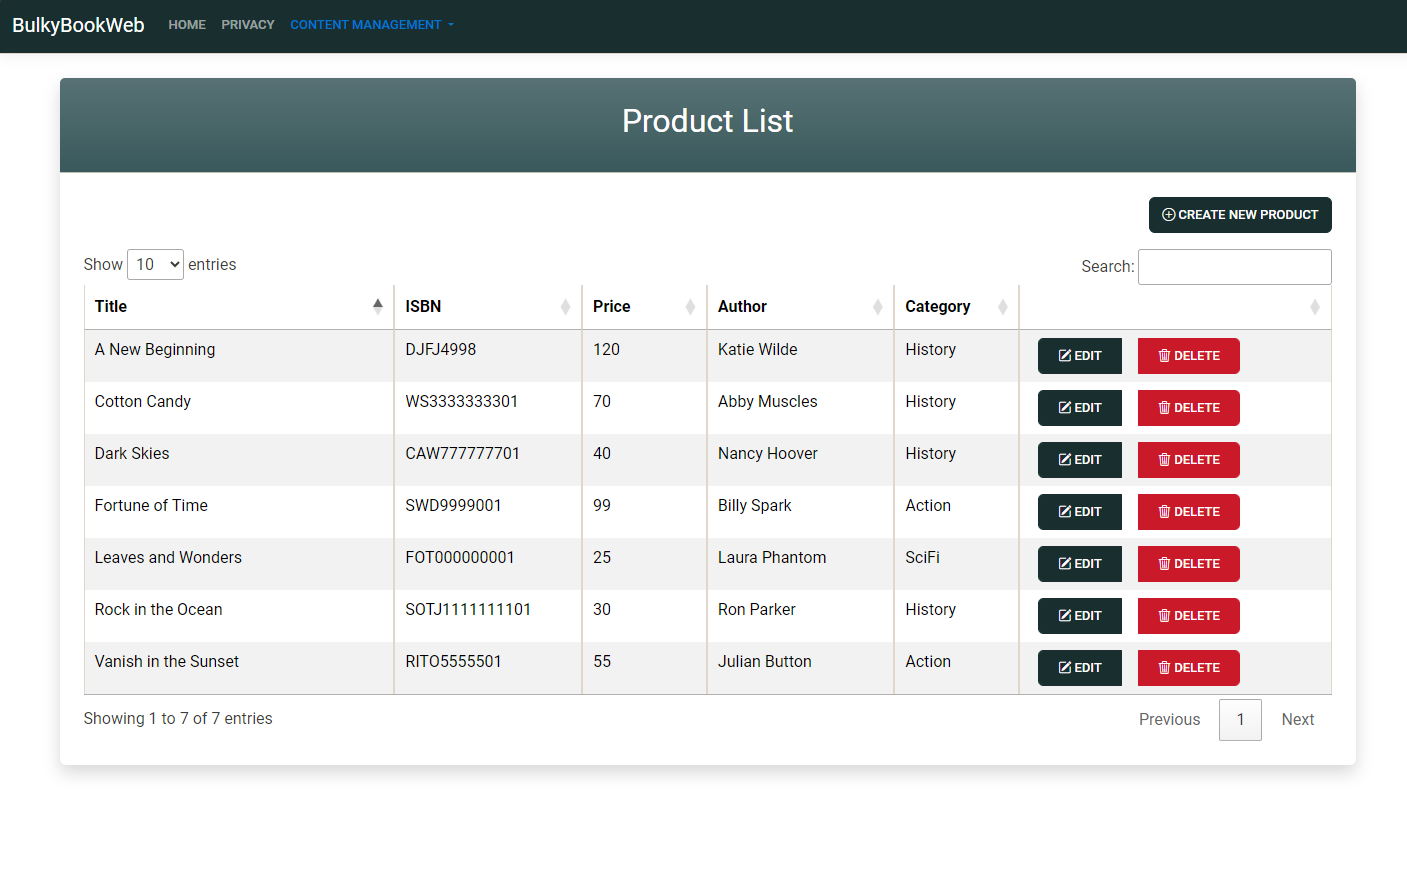 BulkyBookWeb HOME PRIVACY CONTENT MANAGEMENT
Product List
CREATE NEW PRODUCT
Show 10 entries Search:
Title ISBN Price Author Category
A New Beginning DJFJ4998 120 Katie Wilde History EDIT DELETE
Cotton Candy WS3333333301 70 Abby Muscles History EDIT DELETE
Dark Skies CAW777777701 40 Nancy Hoover History EDIT DELETE
Fortune of Time SWD9999001 99 Billy Spark Action EDIT DELETE
Leaves and Wonders FOT000000001 25 Laura Phantom SciFi EDIT DELETE
Rock in the Ocean SOTJ1111111101 30 Ron Parker History EDIT DELETE
Vanish in the Sunset RITO5555501 55 Julian Button Action EDIT DELETE
Showing 1 to 7 of 7 entries Previous 1 Next